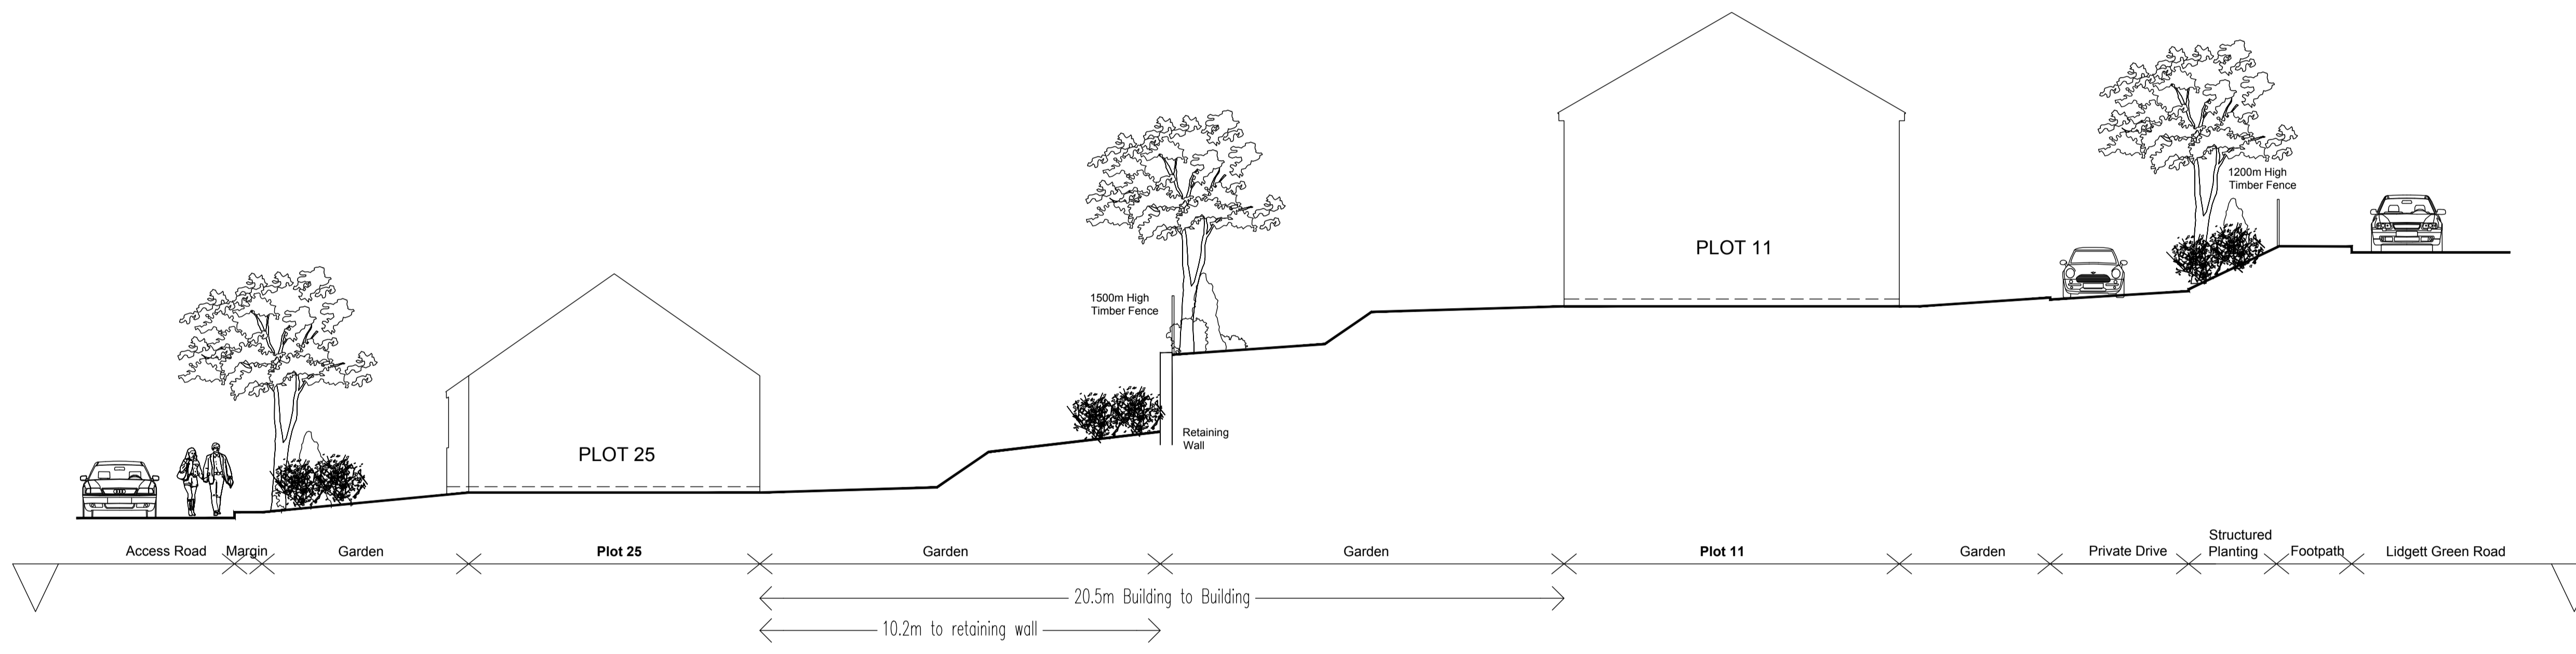 PLOT 11
1200m High
Timber Fence
1500m High
Timber Fence
PLOT 25
Retaining
Wall
Access Road
Margin
Garden
Plot 25
Garden
Garden
Plot 11
Garden
Private Drive
Structured
Planting
Footpath
Lidgett Green Road
20.5m Building to Building
10.2m to retaining wall